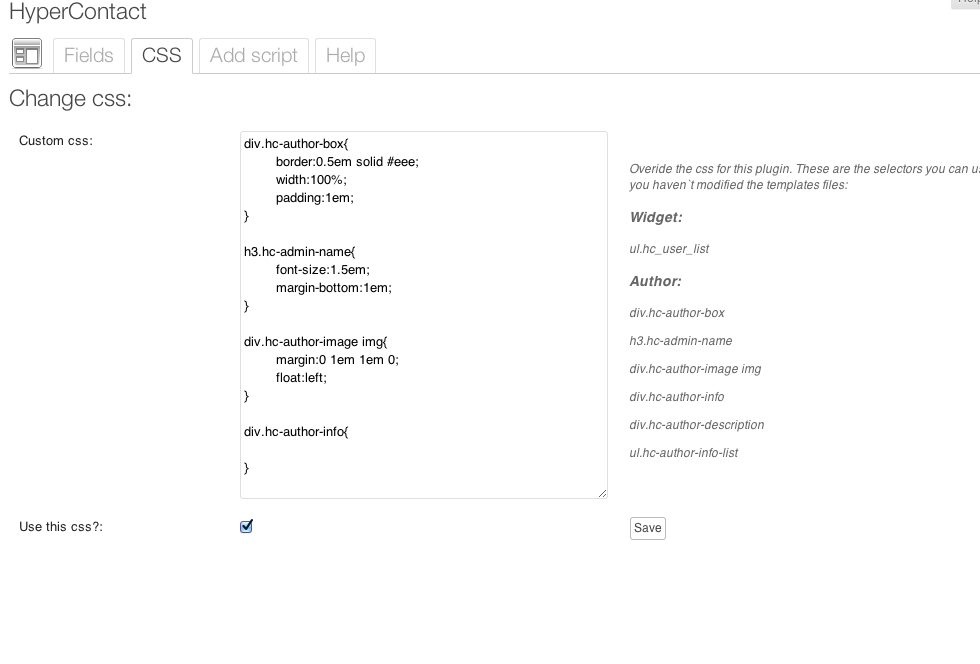 HyperContact
Fields
CSS
Add script
Help
Change css:
Custom css:
div.hc-author-box{
border:0.5em solid #eee;
width:100%;
padding:1em;
}
h3.hc-admin-name{
font-size:1.5em;
margin-bottom:1em;
}
div.hc-author-image img{
margin:0 1em 1em 0;
float:left;
}
div.hc-author-info{
}
Overide the css for this plugin. These are the selectors you can
you haven`t modified the templates files:
Widget:
ul.hc_user_list
Author:
div.hc-author-box
h3.hc-admin-name
div.hc-author-image img
div.hc-author-info
div.hc-author-description
ul.hc-author-info-list
Use this css?:
Save